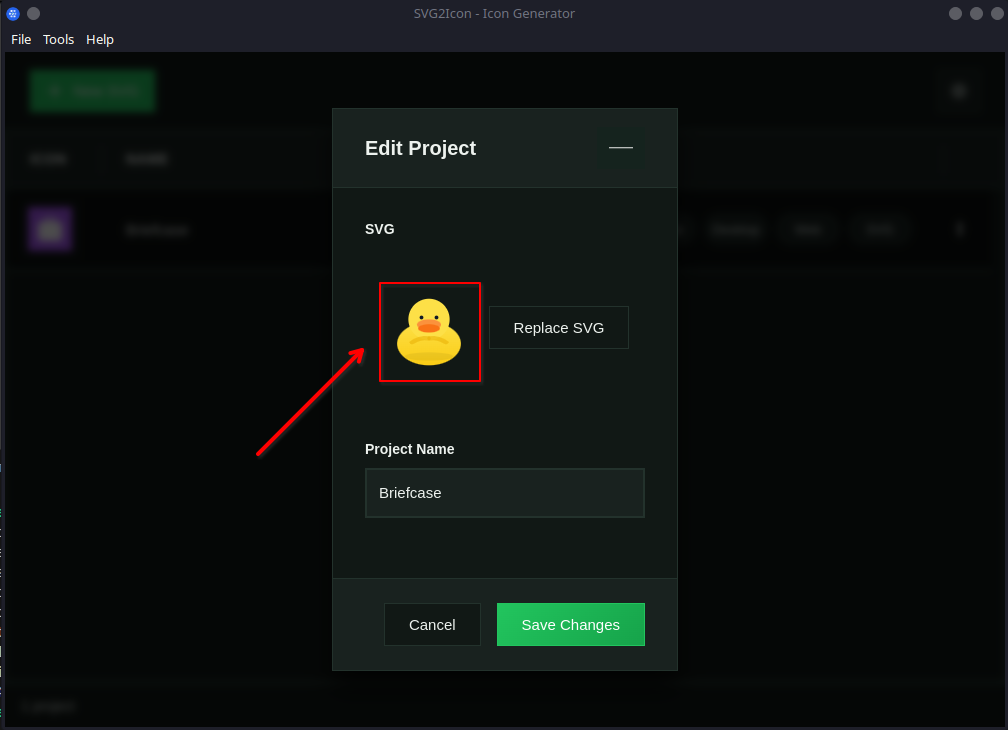 SVG2Icon - Icon Generator
File Tools Help
Edit Project
SVG
Replace SVG
Project Name
Briefcase
Cancel Save Changes